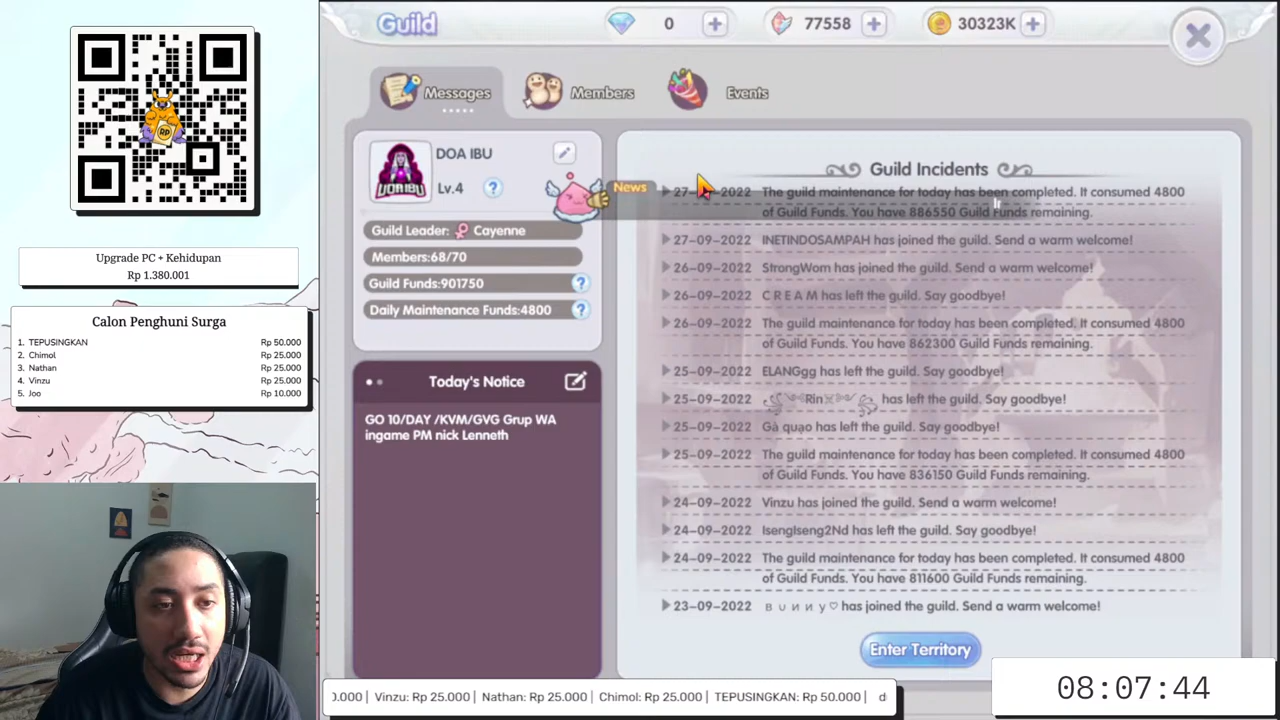 RP
Upgrade PC + Kehidupan
Rp 1.380.001
Calon Penghuni Surga
1. TEPUSINGKAN Rp 50.000
2. Chimol Rp 25.000
3. Nathan Rp 25.000
4. Vinzu Rp 25.000
5. Joo Rp 10.000
Guild
0
77558
30323K
Messages
Members
Events
DOA IBU
Lv.4
DOA IBU
News
Guild Leader: Cayenne
Members:68/70
Guild Funds:901750
Daily Maintenance Funds:4800
Today's Notice
GO 10/DAY /KVM/GVG Grup WA
ingame PM nick Lenneth
Guild Incidents
27-09-2022 The guild maintenance for today has been completed. It consumed 4800
of Guild Funds. You have 886550 Guild Funds remaining.
27-09-2022 INETINDOSAMPAH has joined the guild. Send a warm welcome!
26-09-2022 StrongWom has joined the guild. Send a warm welcome!
26-09-2022 C R E A M has left the guild. Say goodbye!
26-09-2022 The guild maintenance for today has been completed. It consumed 4800
of Guild Funds. You have 862300 Guild Funds remaining.
25-09-2022 ELANGgg has left the guild. Say goodbye!
25-09-2022 Rin has left the guild. Say goodbye!
25-09-2022 Gà quạo has left the guild. Say goodbye!
25-09-2022 The guild maintenance for today has been completed. It consumed 4800
of Guild Funds. You have 836150 Guild Funds remaining.
24-09-2022 Vinzu has joined the guild. Send a warm welcome!
24-09-2022 IsengIseng2Nd has left the guild. Say goodbye!
24-09-2022 The guild maintenance for today has been completed. It consumed 4800
of Guild Funds. You have 811600 Guild Funds remaining.
23-09-2022 в υ и и у ♡ has joined the guild. Send a warm welcome!
Enter Territory
0.000 | Vinzu: Rp 25.000 | Nathan: Rp 25.000 | Chimol: Rp 25.000 | TEPUSINGKAN: Rp 50.000 | d
08:07:44